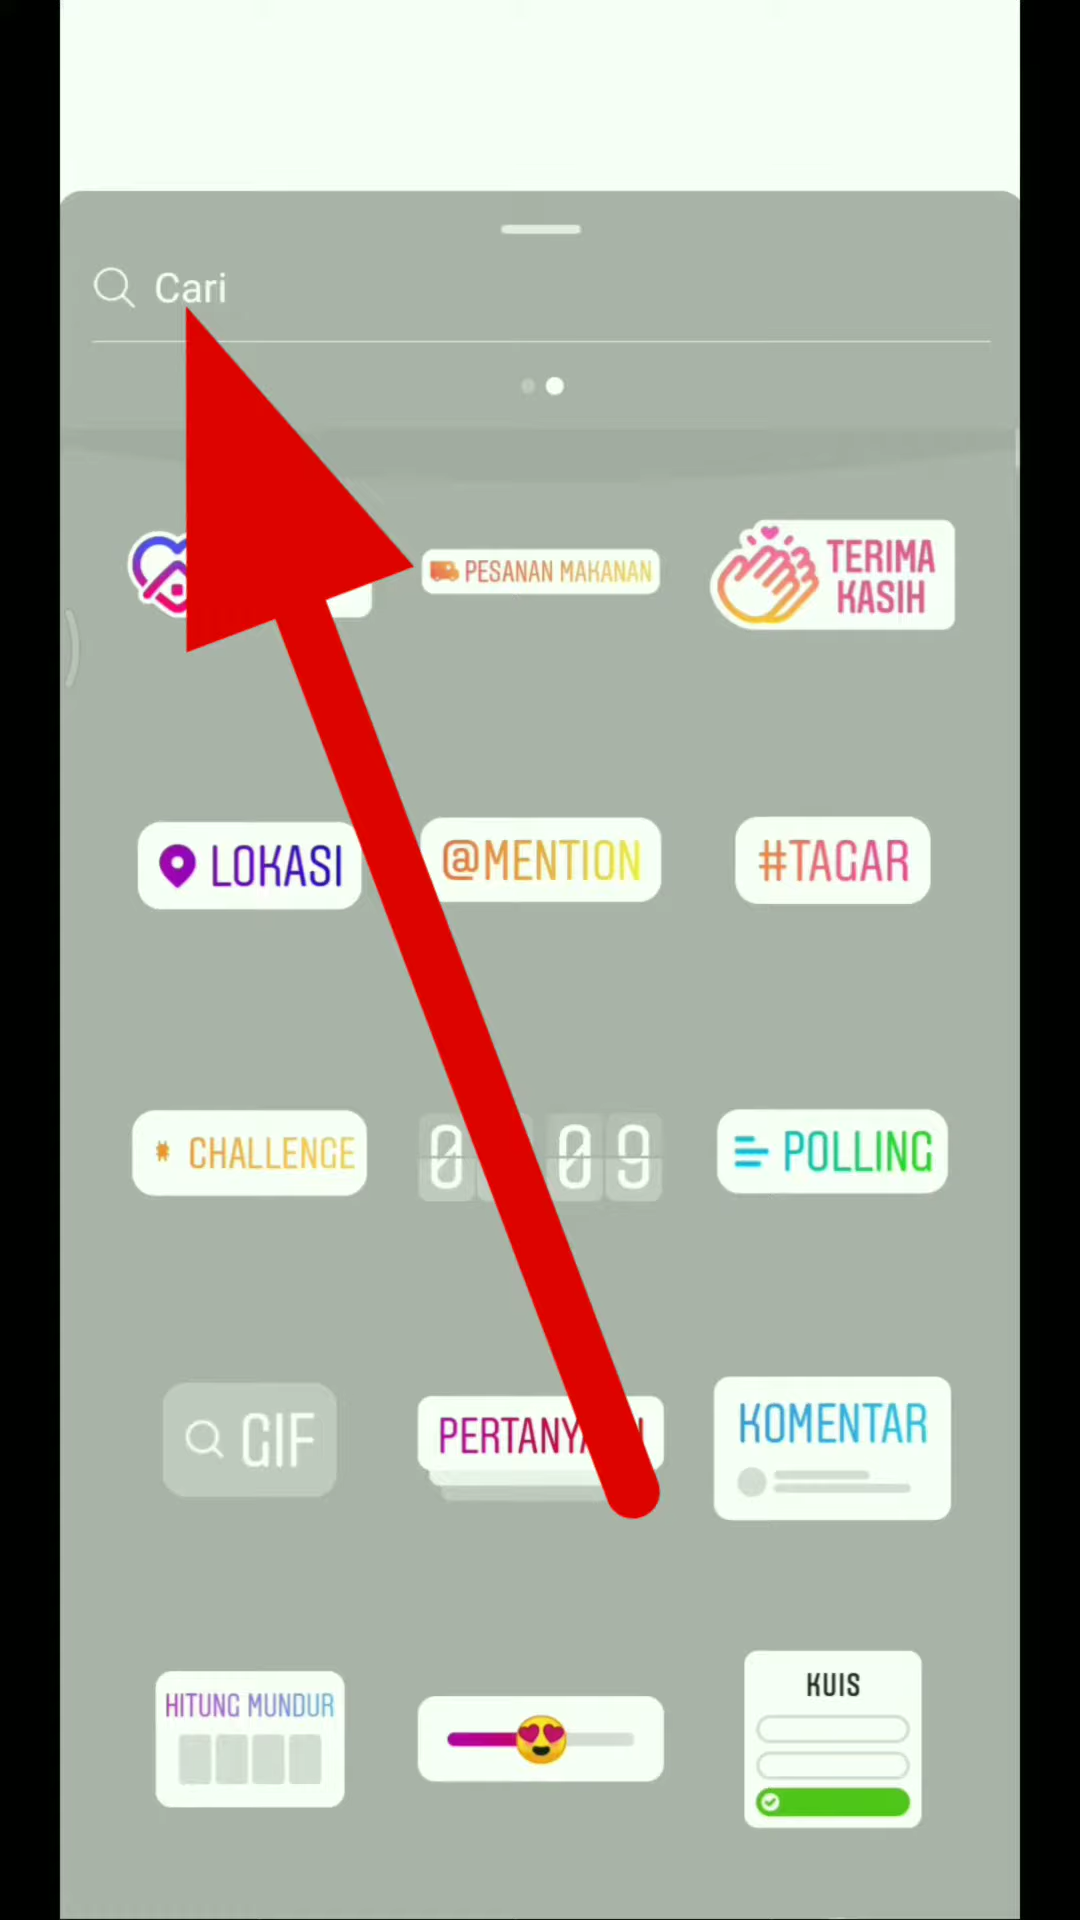 Cari
PESANAN MAKANAN
TERIMA
KASIH
LOKASI
@MENTION
#TAGAR
# CHALLENGE
POLLING
GIF
KOMENTAR
HITUNG MUNDUR
KUIS